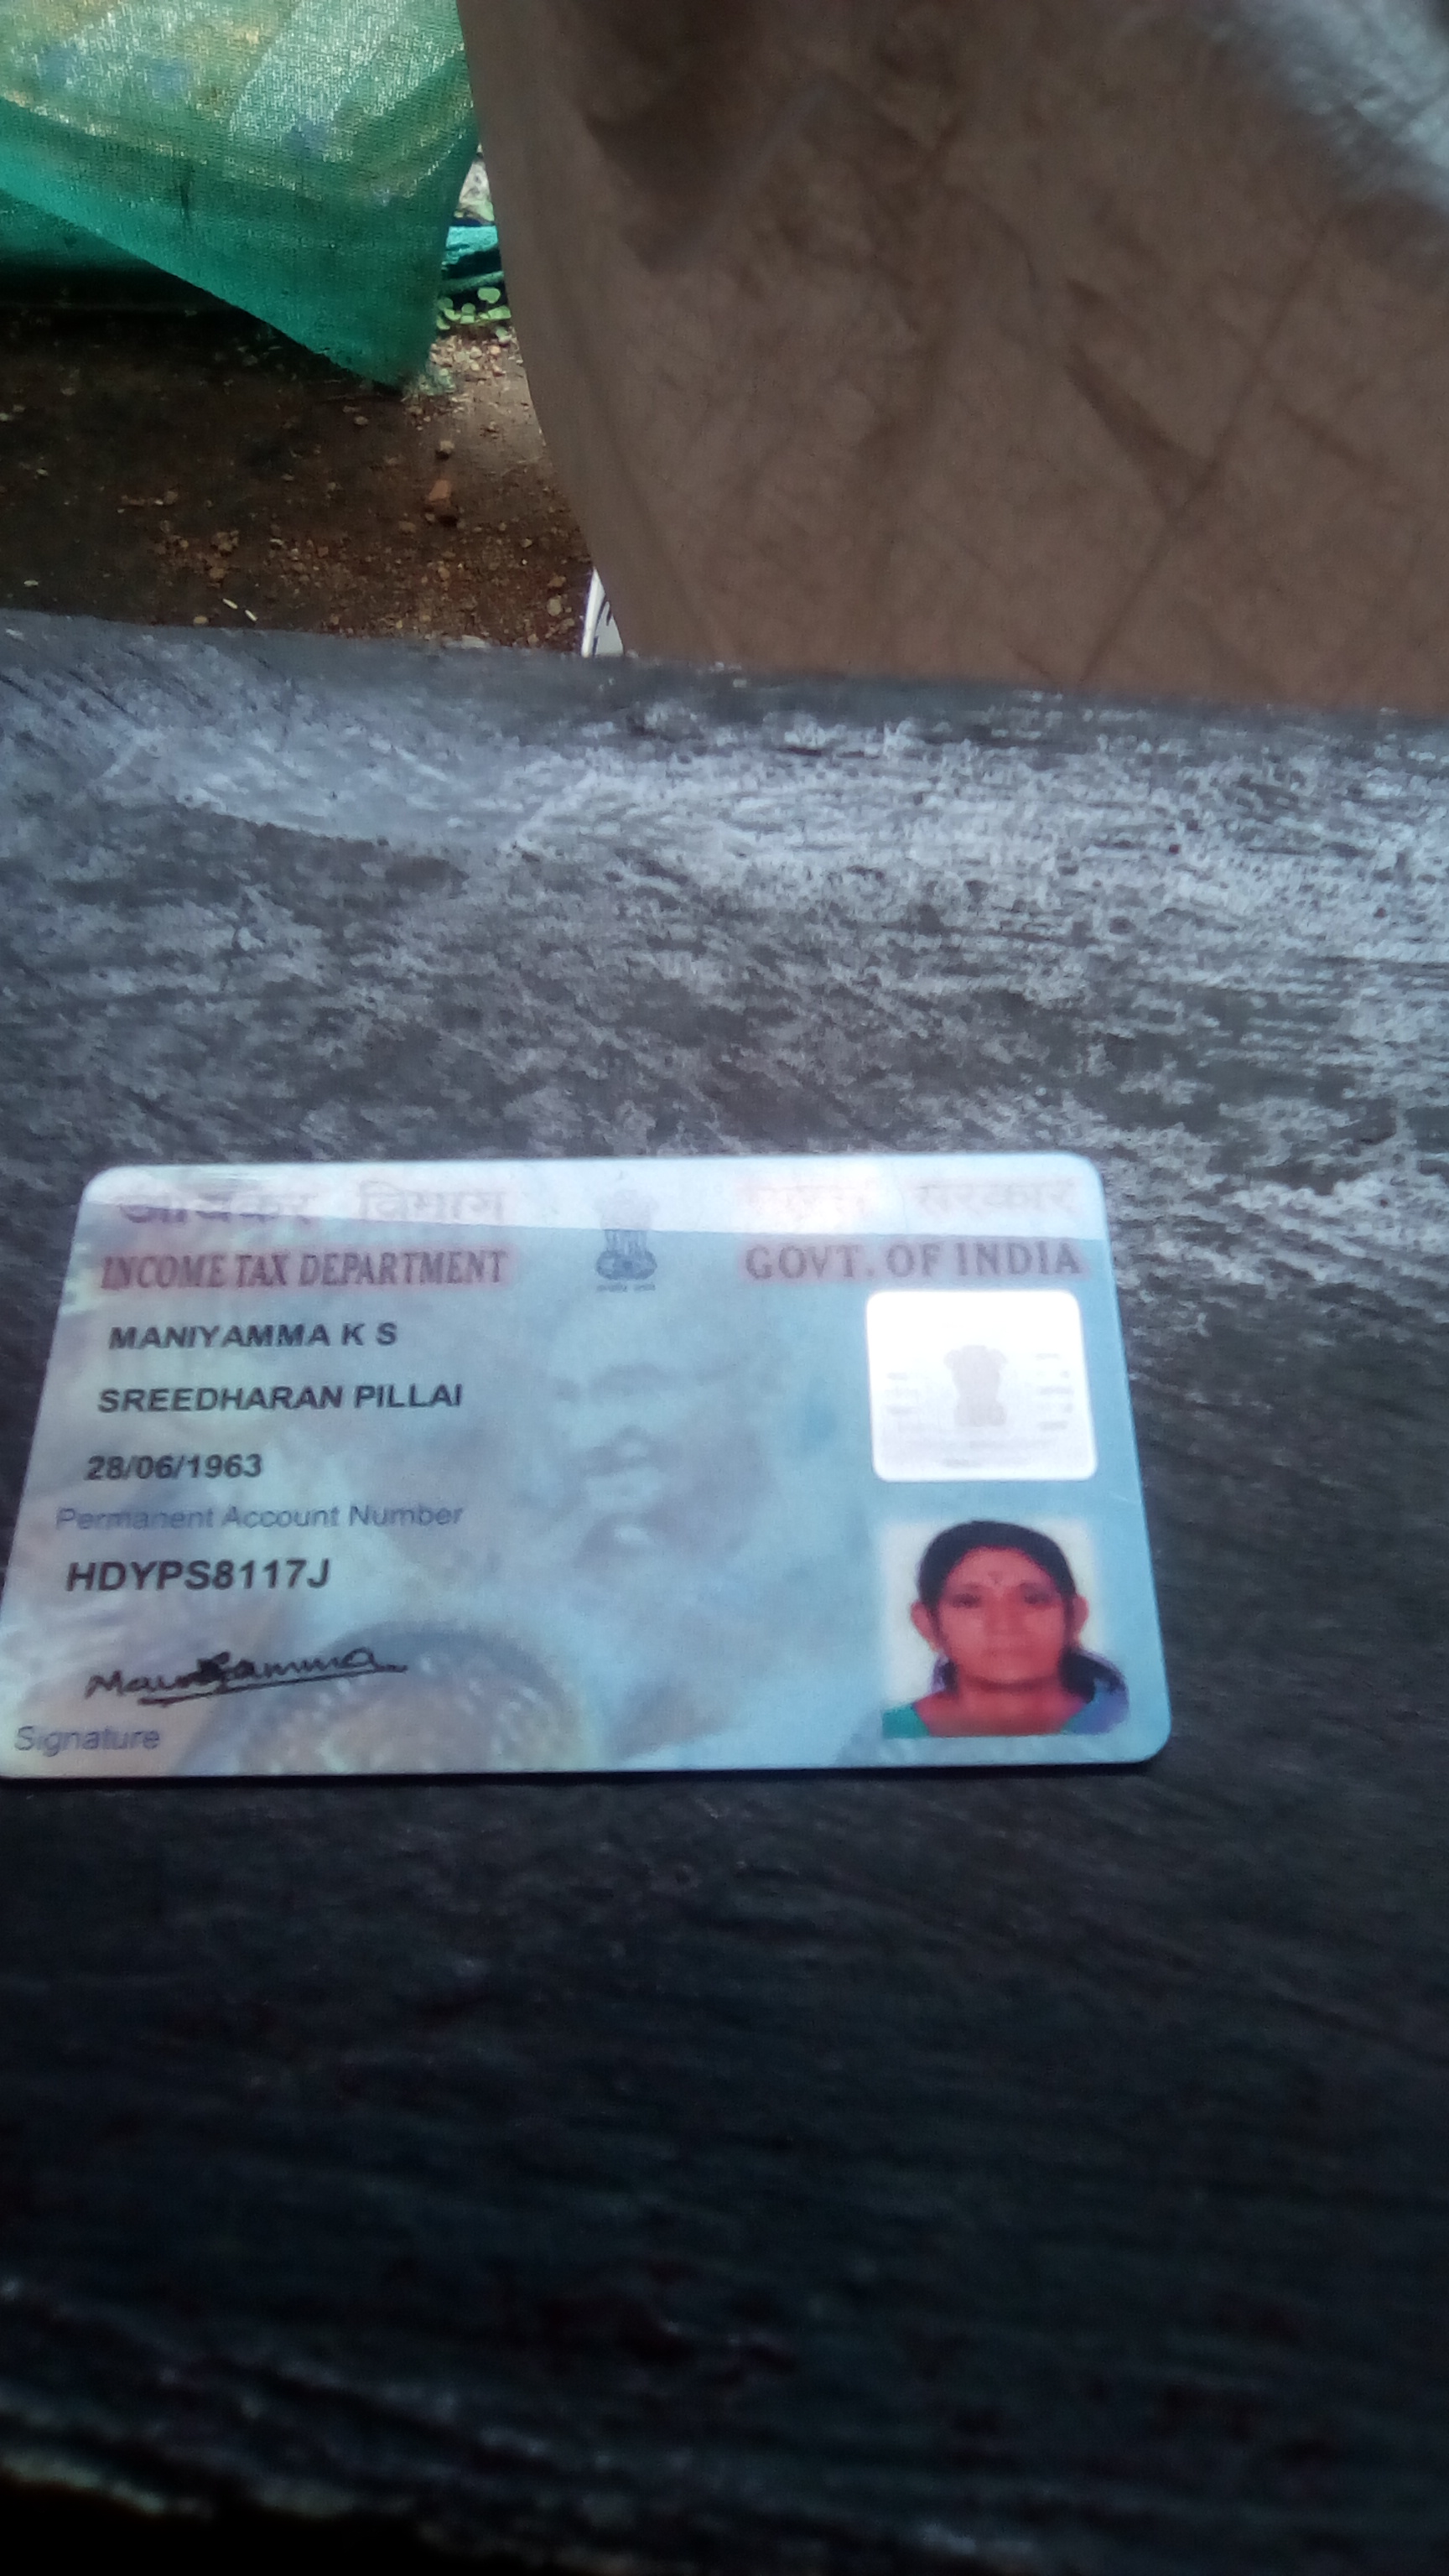 आयकर विभाग
INCOME TAX DEPARTMENT
भारत सरकार
GOVT. OF INDIA
MANIYAMMA K S
SREEDHARAN PILLAI
28/06/1963
Permanent Account Number
HDYPS8117J
Maniyamma
Signature